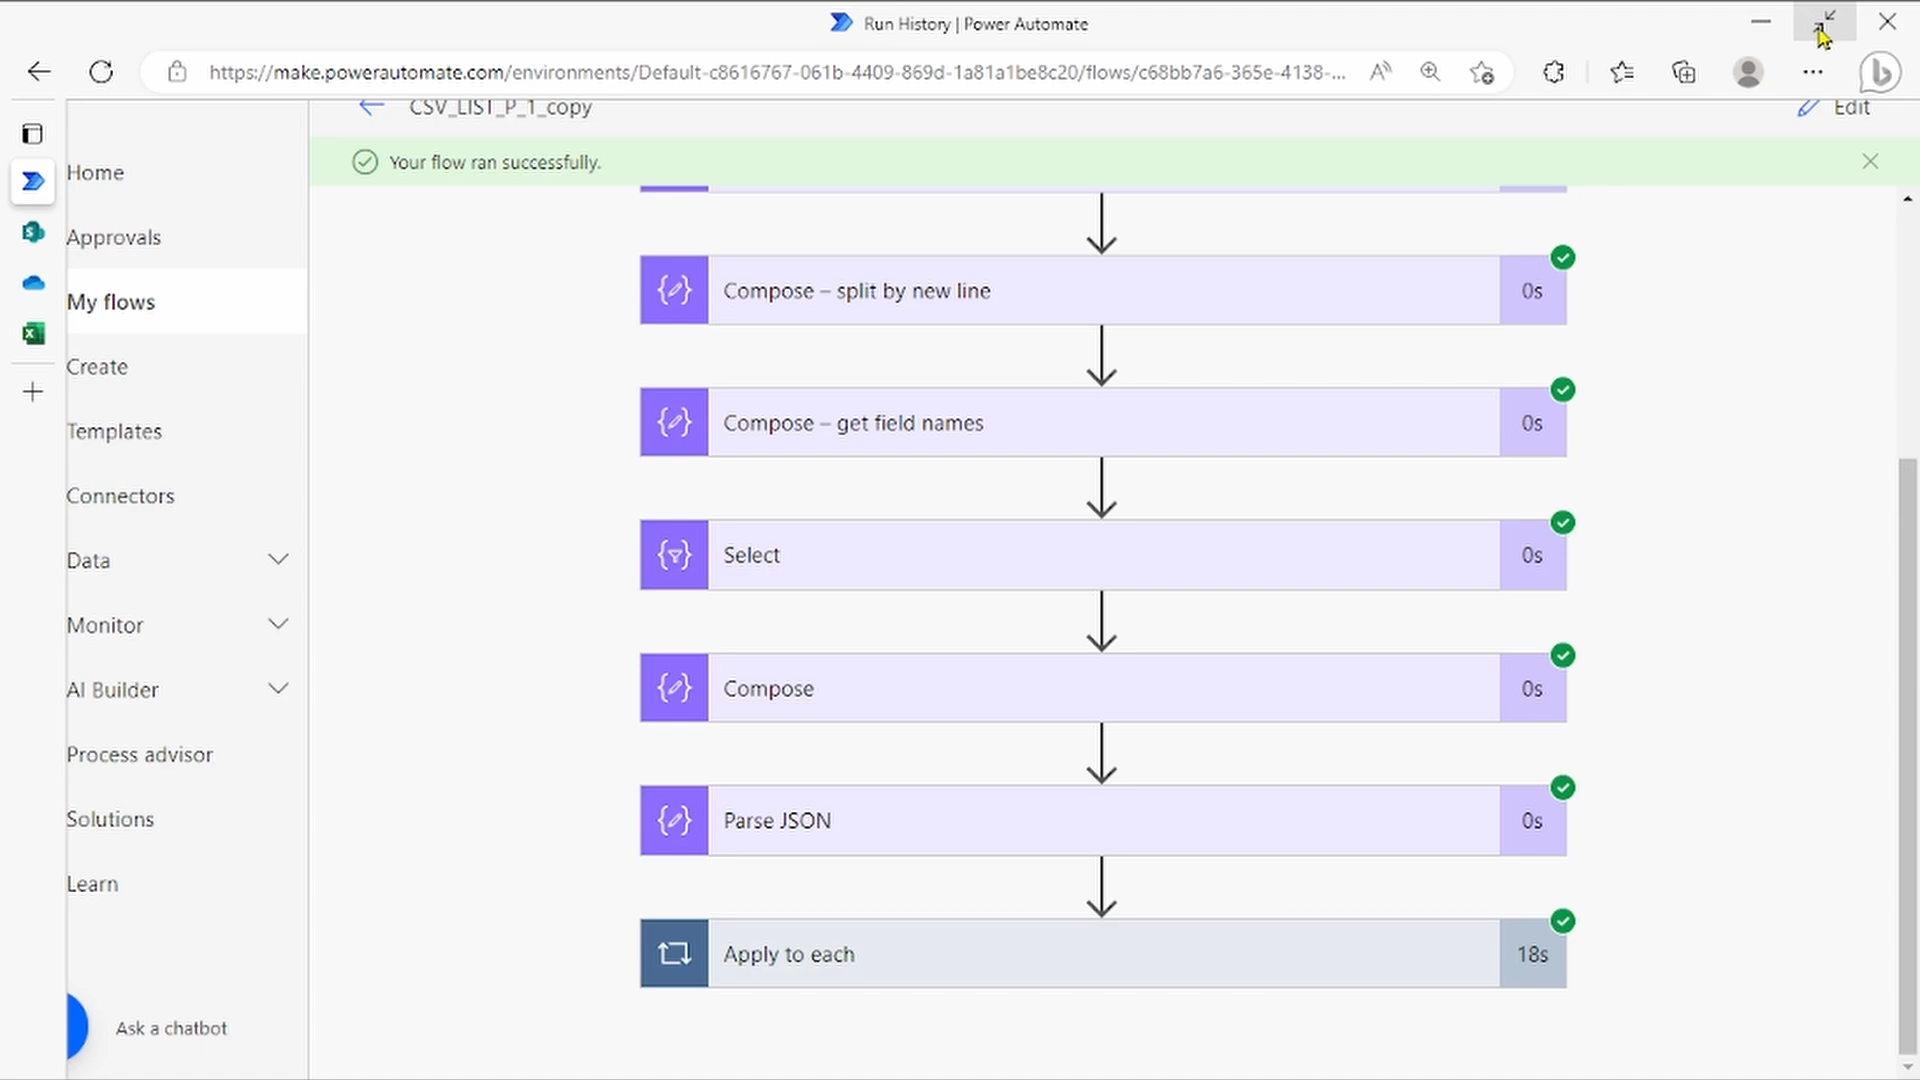 Run History | Power Automate
https://make.powerautomate.com/environments/Default-c8616767-061b-4409-869d-1a81a1be8c20/flows/c68bb7a6-365e-4138-...
CSV_LIST_P_1_copy
Edit
Your flow ran successfully.
Home
Approvals
My flows
Create
Templates
Connectors
Data
Monitor
AI Builder
Process advisor
Solutions
Learn
Ask a chatbot
Compose – split by new line
0s
Compose – get field names
0s
Select
0s
Compose
0s
Parse JSON
0s
Apply to each
18s